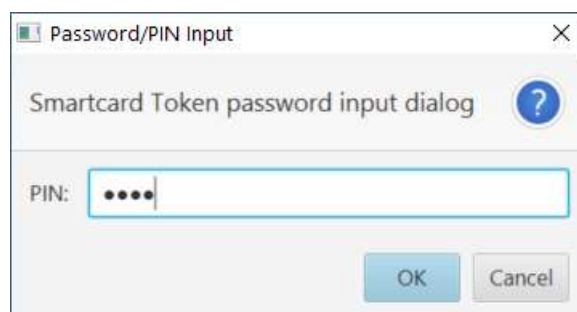 Password/PIN Input
Smartcard Token password input dialog
?
PIN: ••••
OK Cancel